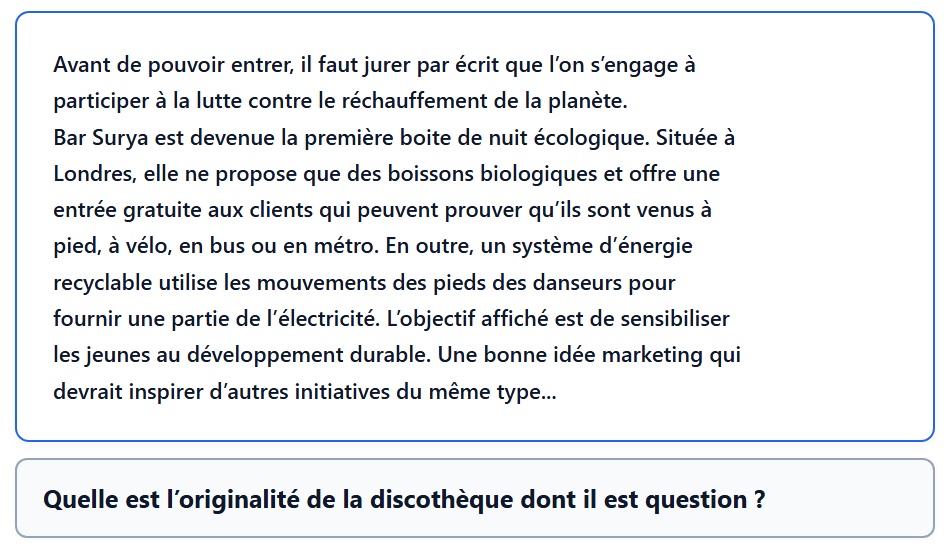 Avant de pouvoir entrer, il faut jurer par écrit que l’on s’engage à
participer à la lutte contre le réchauffement de la planète.
Bar Surya est devenue la première boite de nuit écologique. Située à
Londres, elle ne propose que des boissons biologiques et offre une
entrée gratuite aux clients qui peuvent prouver qu’ils sont venus à
pied, à vélo, en bus ou en métro. En outre, un système d’énergie
recyclable utilise les mouvements des pieds des danseurs pour
fournir une partie de l’électricité. L’objectif affiché est de sensibiliser
les jeunes au développement durable. Une bonne idée marketing qui
devrait inspirer d’autres initiatives du même type...
Quelle est l’originalité de la discothèque dont il est question ?